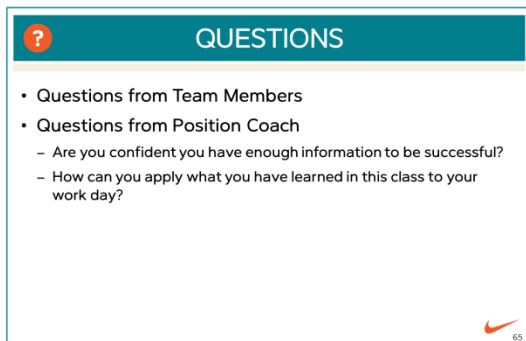 ?
QUESTIONS
• Questions from Team Members
• Questions from Position Coach
– Are you confident you have enough information to be successful?
– How can you apply what you have learned in this class to your
work day?
65